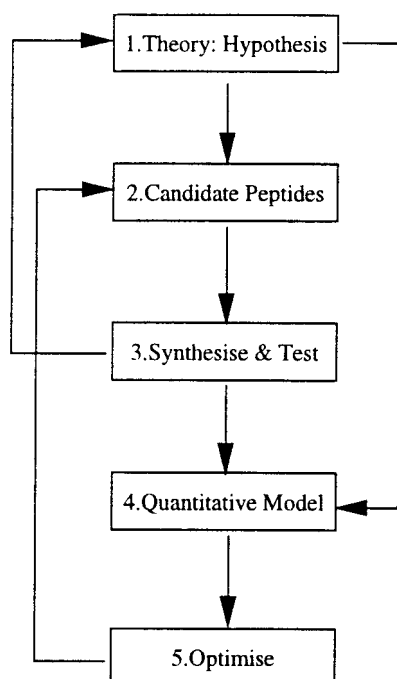 1.Theory: Hypothesis
2.Candidate Peptides
3.Synthesise & Test
4.Quantitative Model
5.Optimise